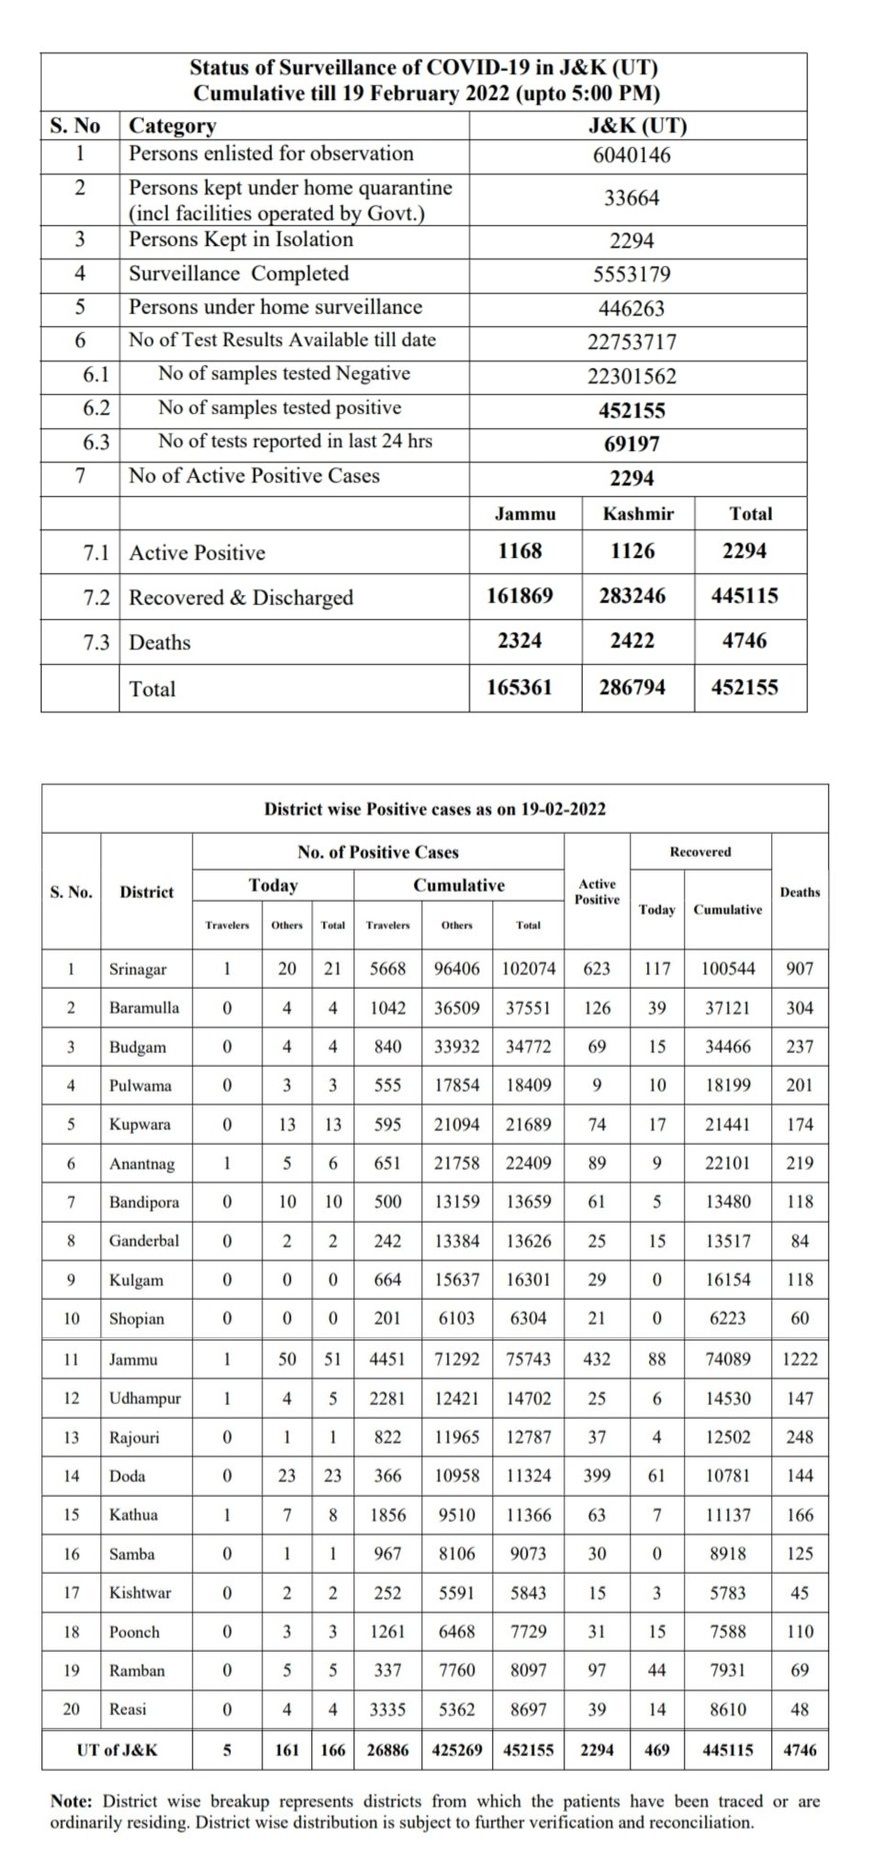 Status of Surveillance of COVID-19 in J&K (UT)
Cumulative till 19 February 2022 (upto 5:00 PM)
S. No Category J&K (UT)
1 Persons enlisted for observation 6040146
2 Persons kept under home quarantine (incl facilities operated by Govt.) 33664
3 Persons Kept in Isolation 2294
4 Surveillance Completed 5553179
5 Persons under home surveillance 446263
6 No of Test Results Available till date 22753717
6.1 No of samples tested Negative 22301562
6.2 No of samples tested positive 452155
6.3 No of tests reported in last 24 hrs 69197
7 No of Active Positive Cases 2294
Jammu Kashmir Total
7.1 Active Positive 1168 1126 2294
7.2 Recovered & Discharged 161869 283246 445115
7.3 Deaths 2324 2422 4746
Total 165361 286794 452155
District wise Positive cases as on 19-02-2022
S. No. District No. of Positive Cases Active Positive Recovered Deaths
Today Cumulative Today Cumulative
Travelers Others Total Travelers Others Total
1 Srinagar 1 20 21 5668 96406 102074 623 117 100544 907
2 Baramulla 0 4 4 1042 36509 37551 126 39 37121 304
3 Budgam 0 4 4 840 33932 34772 69 15 34466 237
4 Pulwama 0 3 3 555 17854 18409 9 10 18199 201
5 Kupwara 0 13 13 595 21094 21689 74 17 21441 174
6 Anantnag 1 5 6 651 21758 22409 89 9 22101 219
7 Bandipora 0 10 10 500 13159 13659 61 5 13480 118
8 Ganderbal 0 2 2 242 13384 13626 25 15 13517 84
9 Kulgam 0 0 0 664 15637 16301 29 0 16154 118
10 Shopian 0 0 0 201 6103 6304 21 0 6223 60
11 Jammu 1 50 51 4451 71292 75743 432 88 74089 1222
12 Udhampur 1 4 5 2281 12421 14702 25 6 14530 147
13 Rajouri 0 1 1 822 11965 12787 37 4 12502 248
14 Doda 0 23 23 366 10958 11324 399 61 10781 144
15 Kathua 1 7 8 1856 9510 11366 63 7 11137 166
16 Samba 0 1 1 967 8106 9073 30 0 8918 125
17 Kishtwar 0 2 2 252 5591 5843 15 3 5783 45
18 Poonch 0 3 3 1261 6468 7729 31 15 7588 110
19 Ramban 0 5 5 337 7760 8097 97 44 7931 69
20 Reasi 0 4 4 3335 5362 8697 39 14 8610 48
UT of J&K 5 161 166 26886 425269 452155 2294 469 445115 4746
Note: District wise breakup represents districts from which the patients have been traced or are
ordinarily residing. District wise distribution is subject to further verification and reconciliation.